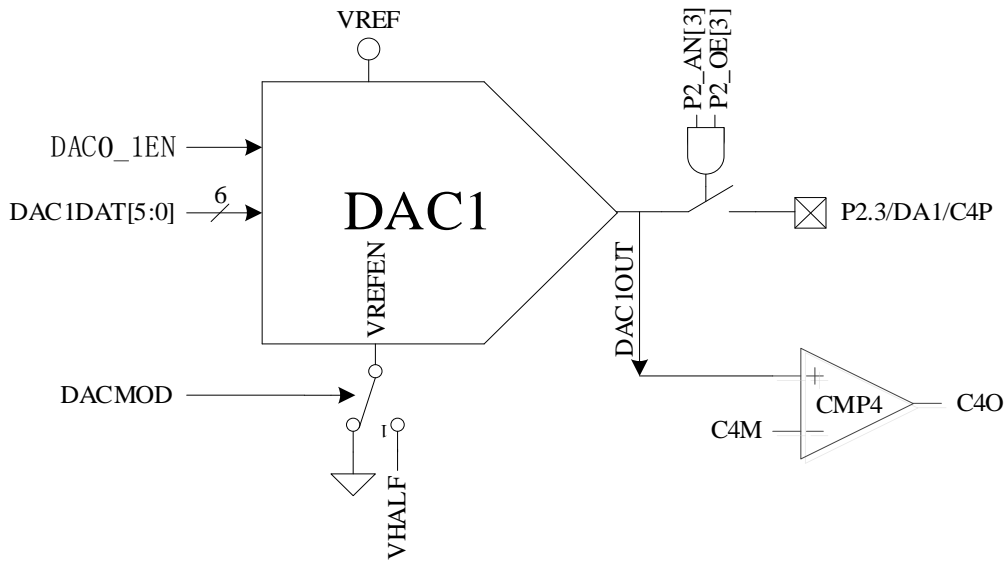 VREF
P2_AN[3]
P2_OE[3]
DAC0_1EN
DAC1DAT[5:0]
6
DAC1
P2.3/DA1/C4P
VREFEN
DAC1OUT
DACMOD
+
CMP4
C4O
C4M
1
VHALF